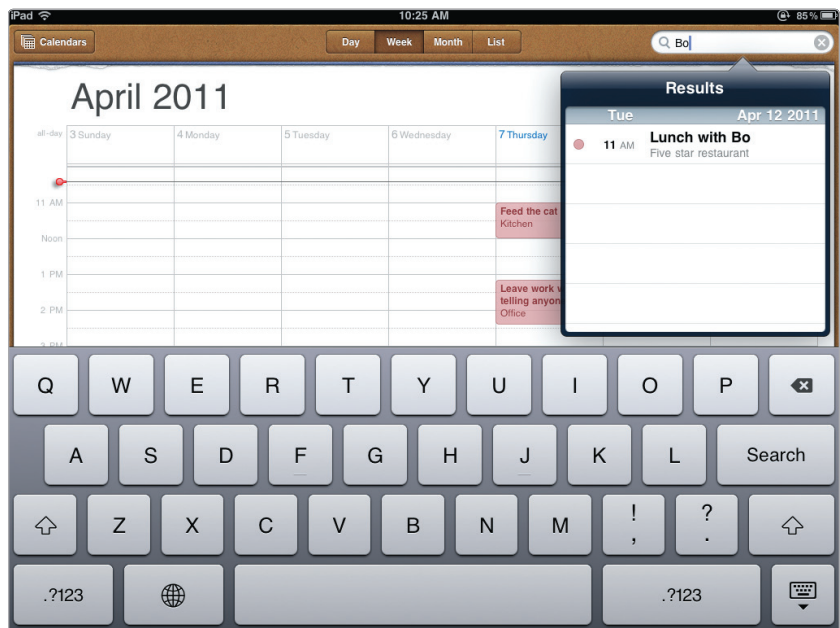 iPad 10:25 AM 85%
Calendars Day Week Month List Bo
Results
Tue Apr 12 2011
11 AM Lunch with Bo
Five star restaurant
April 2011
all-day 3 Sunday 4 Monday 5 Tuesday 6 Wednesday 7 Thursday
11 AM
Feed the cat
Kitchen
Noon
1 PM
Leave work
telling anyon
Office
2 PM
3 PM
Q W E R T Y U I O P
A S D F G H J K L Search
Z X C V B N M ! , ? .
.?123 .?123